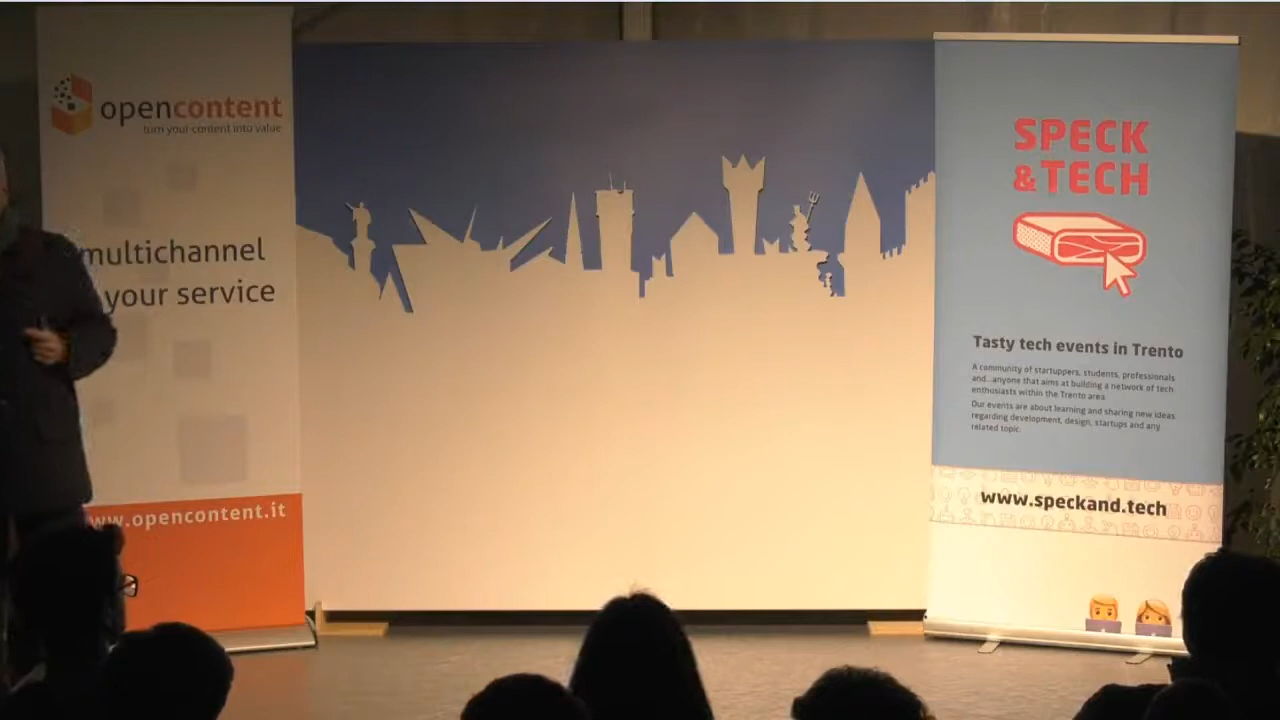 opencontent
turn your content into value
multichannel
your service
www.opencontent.it
SPECK
&TECH
Tasty tech events in Trento
A community of startuppers, students, professionals
and...anyone that aims at building a network of tech
enthusiasts within the Trento area.
Our events are about learning and sharing new ideas
regarding development, design, startups and any
related topic.
www.speckand.tech